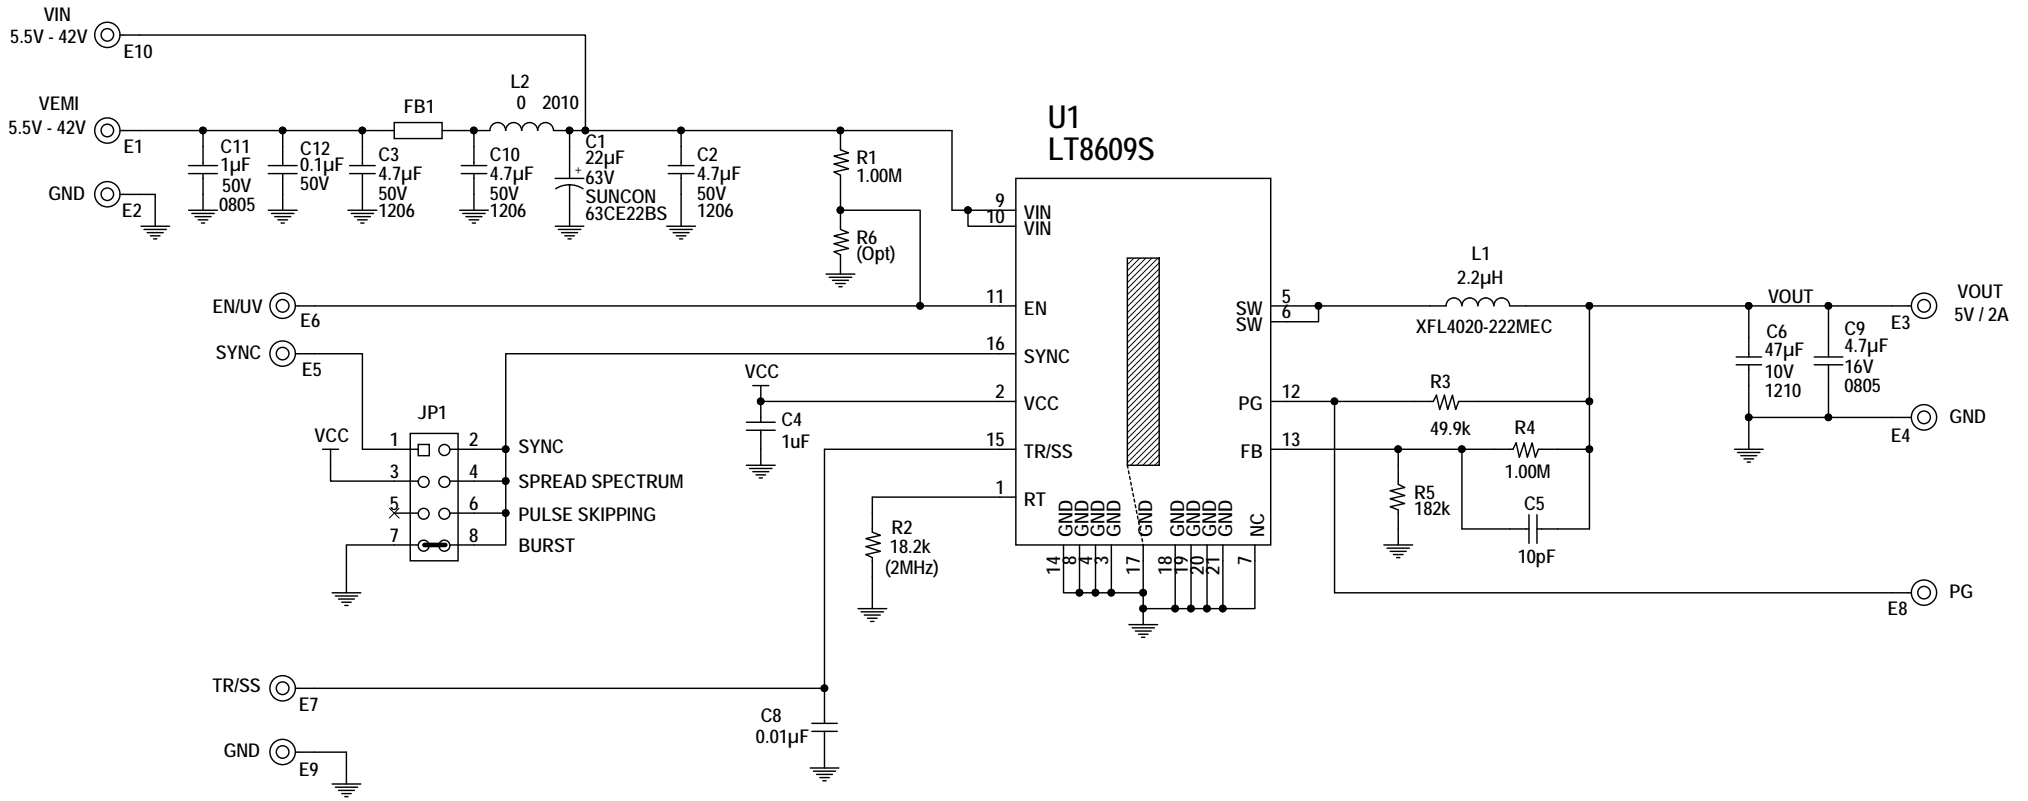 VIN
5.5V - 42V
E10
VEMI
5.5V - 42V
E1
GND
E2
C11
1µF
50V
0805
C12
0.1µF
50V
C3
4.7µF
50V
1206
FB1
L2
0 2010
C10
4.7µF
50V
1206
C1
22µF
+
63V
SUNCON
63CE22BS
C2
4.7µF
50V
1206
R1
1.00M
R6
(Opt)
EN/UV
E6
SYNC
E5
JP1
VCC
1 2 SYNC
3 4 SPREAD SPECTRUM
5 6 PULSE SKIPPING
7 8 BURST
VCC
C4
1uF
R2
18.2k
(2MHz)
TR/SS
E7
C8
0.01µF
GND
E9
U1
LT8609S
9 VIN
10 VIN
11 EN
16 SYNC
2 VCC
15 TR/SS
1 RT
GND GND GND GND GND GND GND GND GND NC
14 8 4 3 17 18 19 20 21 7
SW 5
SW 6
PG 12
FB 13
L1
2.2µH
XFL4020-222MEC
R3
49.9k
R4
1.00M
R5
182k
C5
10pF
VOUT
C6
47µF
10V
1210
C9
4.7µF
16V
0805
VOUT
5V / 2A
E3
GND
E4
PG
E8